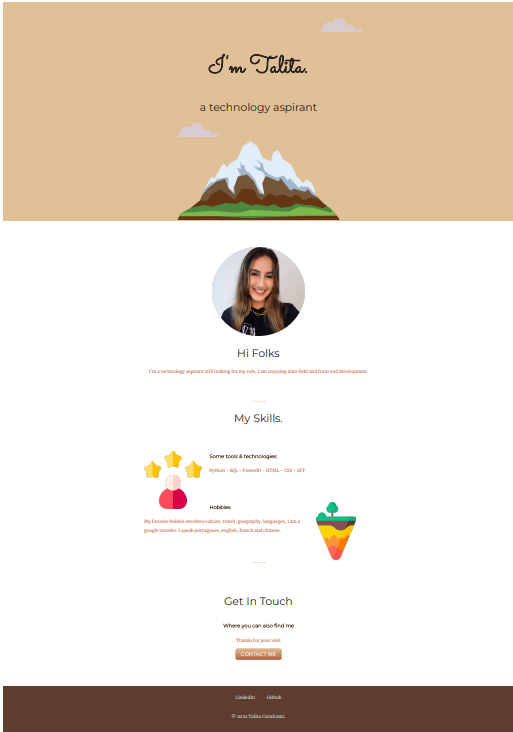 I'm Talita.
a technology aspirant
Hi Folks
I'm a technology aspirant still looking for my role, I am enjoying data field and front end development.
My Skills.
Some tools & technologies
Python - SQL - PowerBI - HTML - CSS - GIT
Hobbies
My favorite hobbie envolves culture, travel, geography, languages, I am a
google traveler. I speak portuguese, english, french and chinese.
Get In Touch
Where you can also find me
Thanks for your visit
CONTACT ME
LinkedIn Github
© 2022 Talita Cavalcanti.